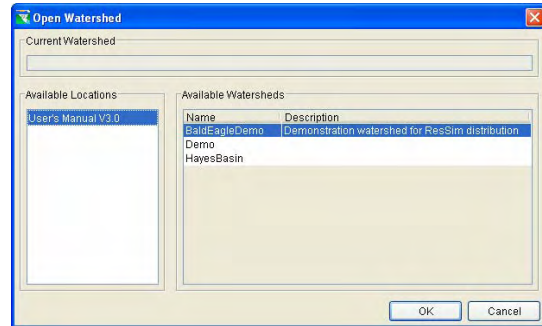 Open Watershed
Current Watershed
Available Locations
User's Manual V3.0
Available Watersheds
Name Description
BaldEagleDemo Demonstration watershed for ResSim distribution
Demo
HayesBasin
OK Cancel